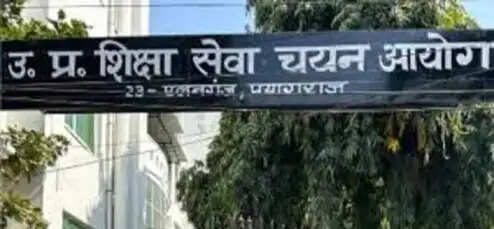 उ. प्र. शिक्षा सेवा चयन आयोग
23- एलनगंज, प्रयागराज